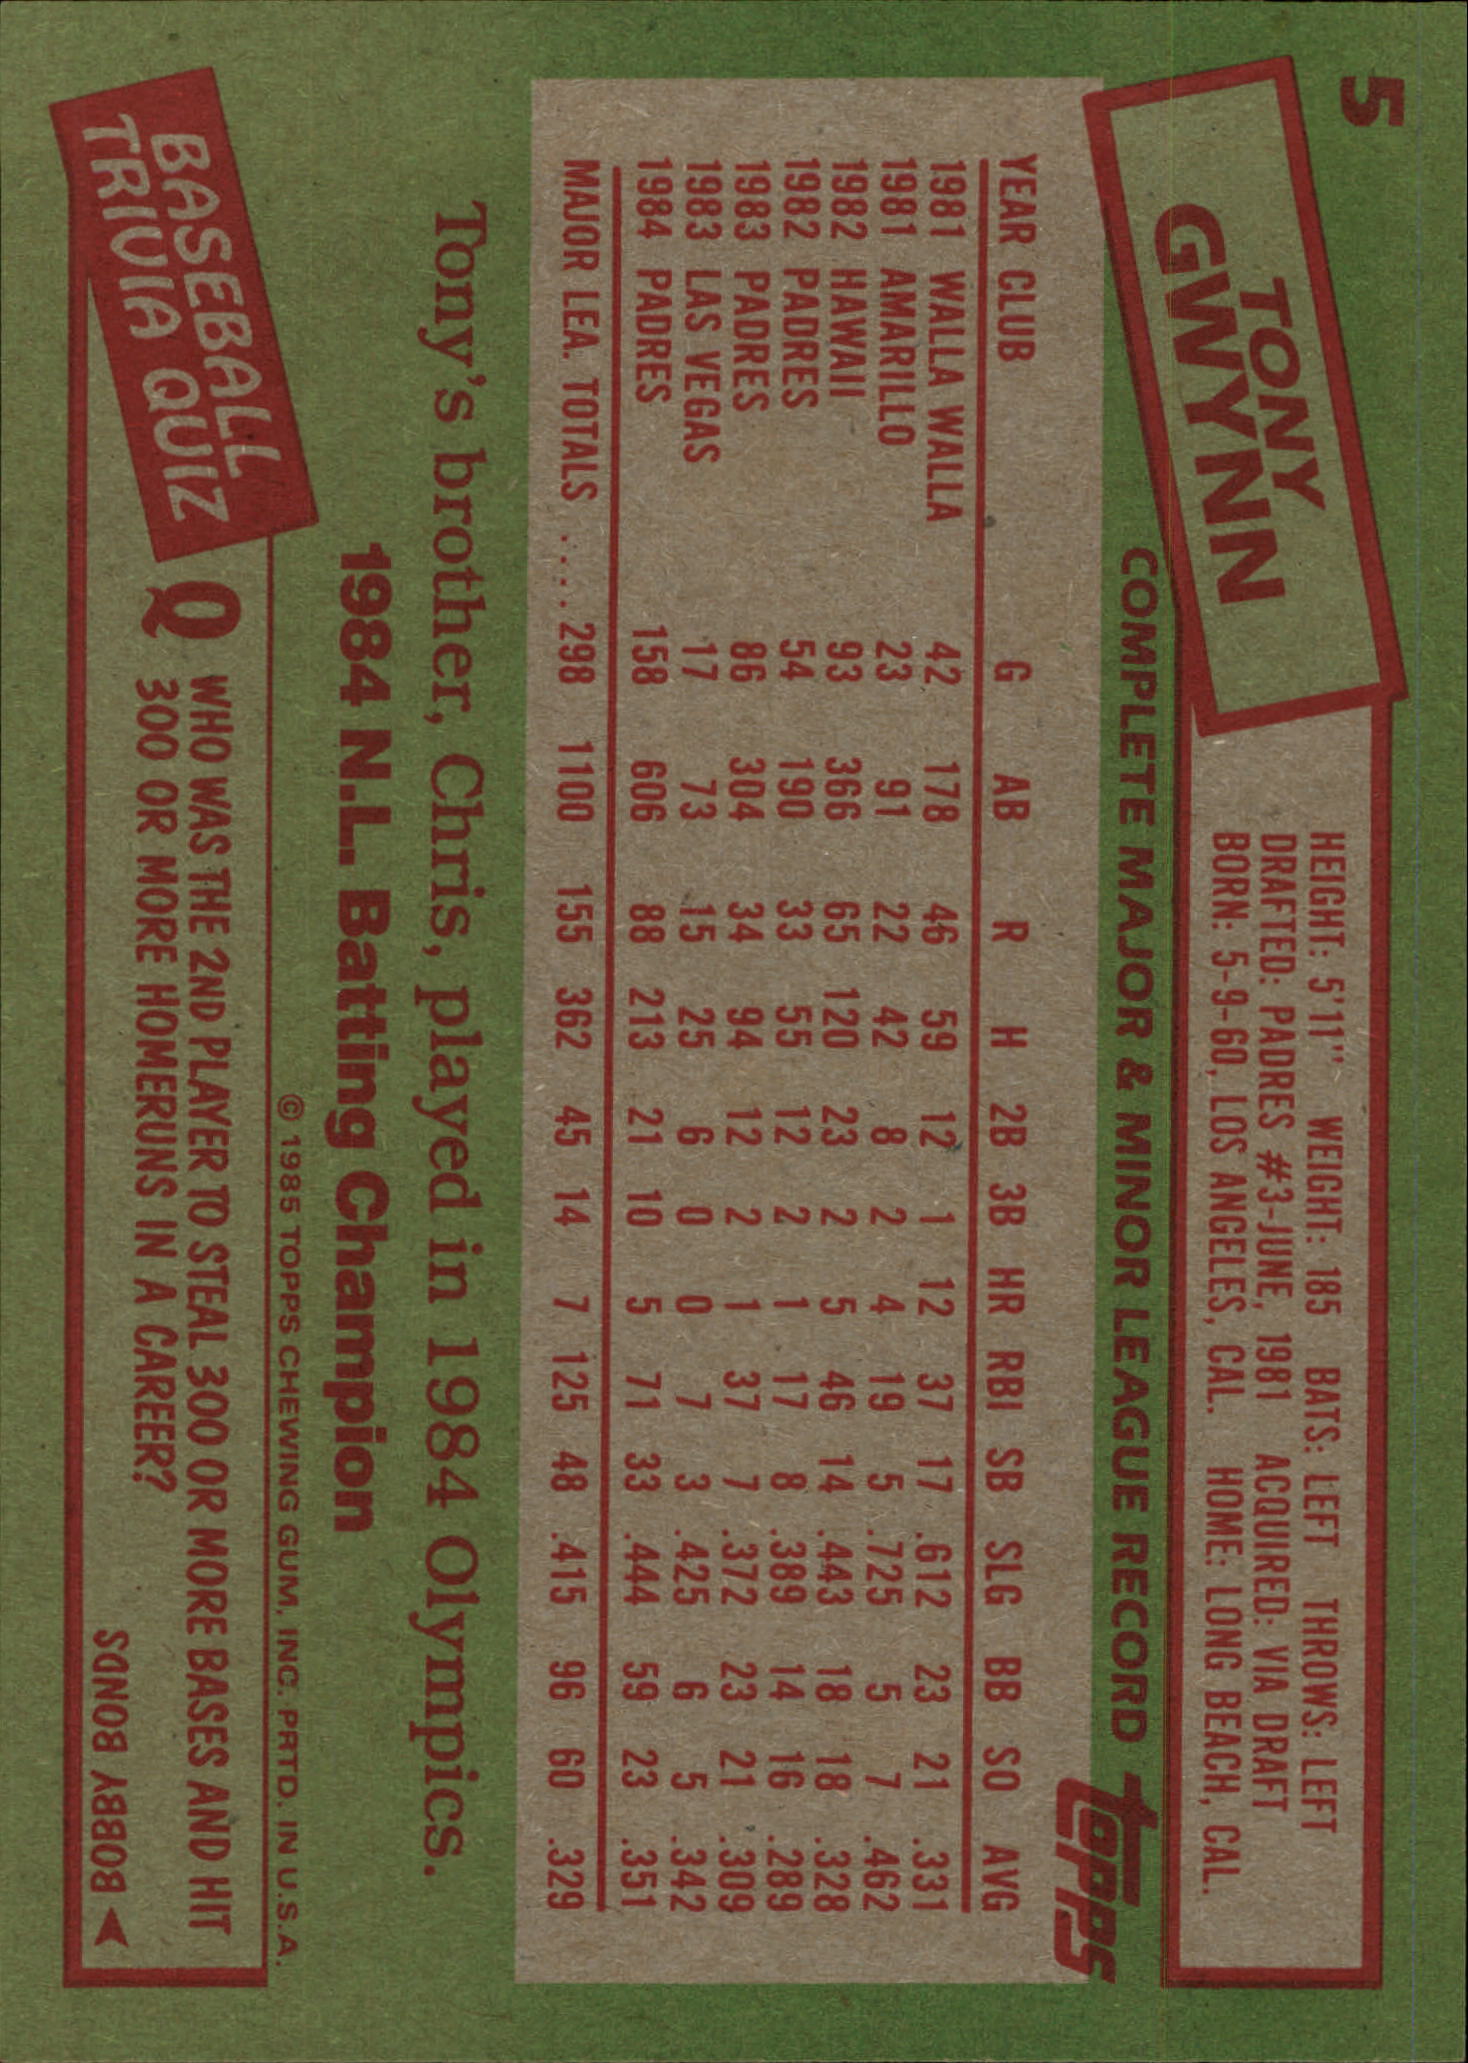 5
TONY
GWYNN
HEIGHT: 5'11" WEIGHT: 185 BATS: LEFT THROWS: LEFT
DRAFTED: PADRES #3-JUNE, 1981 ACQUIRED: VIA DRAFT
BORN: 5-9-60, LOS ANGELES, CAL. HOME: LONG BEACH, CAL.
COMPLETE MAJOR & MINOR LEAGUE RECORD
topps
YEAR CLUB G AB R H 2B 3B HR RBI SB SLG BB SO AVG
1981 WALLA WALLA 42 178 46 59 12 1 12 37 17 .612 23 21 .331
1981 AMARILLO 23 91 22 42 8 2 4 19 5 .725 5 7 .462
1982 HAWAII 93 366 65 120 23 2 5 46 14 .443 18 18 .328
1982 PADRES 54 190 33 55 12 2 1 17 8 .389 14 16 .289
1983 PADRES 86 304 34 94 12 2 1 37 7 .372 23 21 .309
1983 LAS VEGAS 17 73 15 25 6 0 0 7 3 .425 6 5 .342
1984 PADRES 158 606 88 213 21 10 5 71 33 .444 59 23 .351
MAJOR LEA. TOTALS .... 298 1100 155 362 45 14 7 125 48 .415 96 60 .329
Tony's brother, Chris, played in 1984 Olympics.
1984 N.L. Batting Champion
© 1985 TOPPS CHEWING GUM, INC. PRTD. IN U.S.A.
BASEBALL
TRIVIA QUIZ
Q WHO WAS THE 2ND PLAYER TO STEAL 300 OR MORE BASES AND HIT
300 OR MORE HOMERUNS IN A CAREER?
BOBBY BONDS